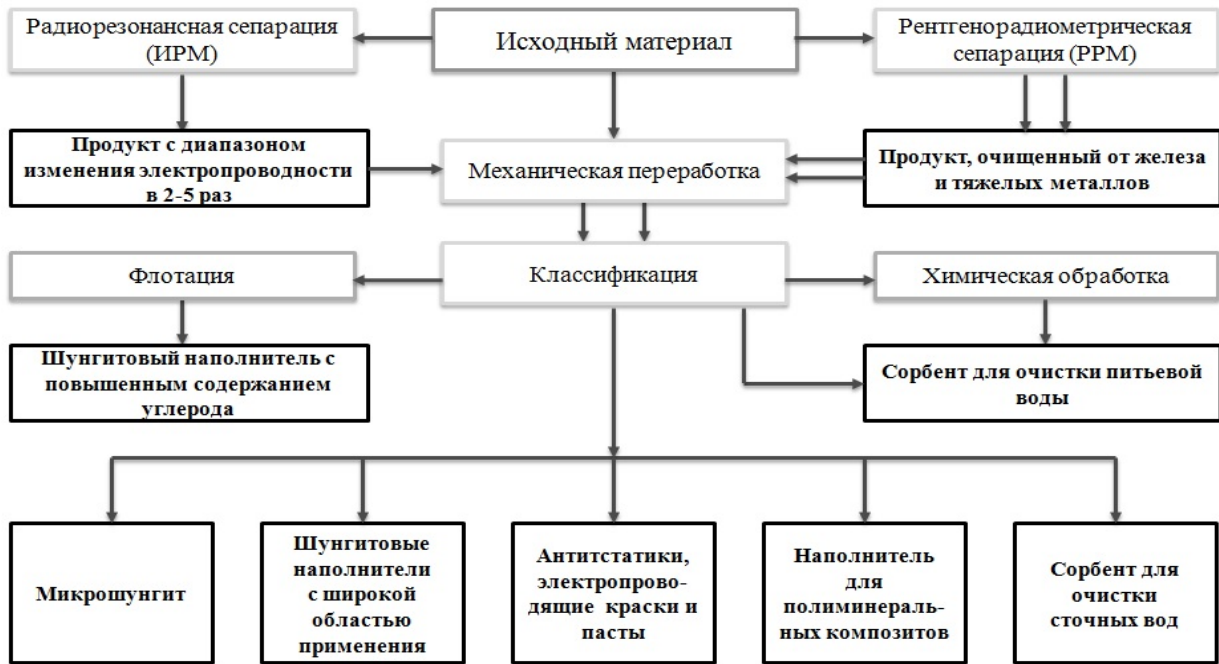 Радиорезонансная сепарация
(ИРМ)
Исходный материал
Рентгенорадиометрическая
сепарация (РРМ)
Продукт с диапазоном
изменения электропроводности
в 2-5 раз
Механическая переработка
Продукт, очищенный от железа
и тяжелых металлов
Флотация
Классификация
Химическая обработка
Шунгитовый наполнитель с
повышенным содержанием
углерода
Сорбент для очистки питьевой
воды
Микрошунгит
Шунгитовые
наполнители
с широкой
областью
применения
Антитстатики,
электропрово-
дящие краски и
пасты
Наполнитель
для
полиминераль-
ных композитов
Сорбент для
очистки
сточных вод